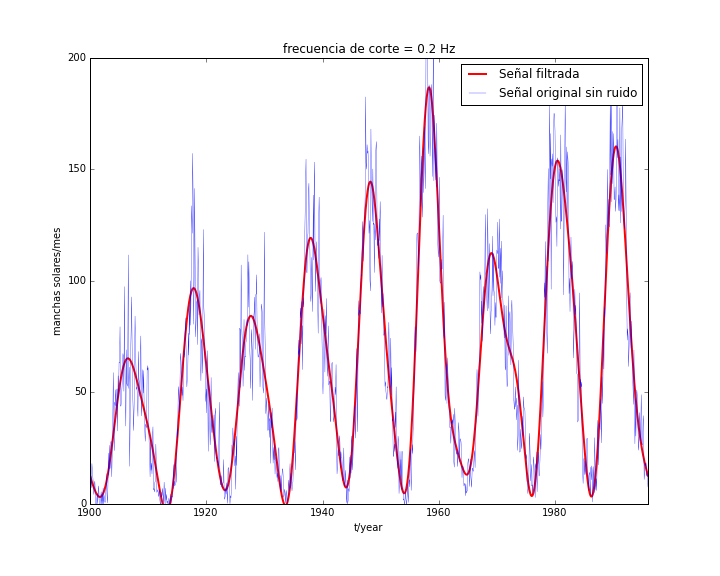 frecuencia de corte = 0.2 Hz
Señal filtrada
Señal original sin ruido
200
150
100
50
0
manchas solares/mes
1900
1920
1940
1960
1980
t/year